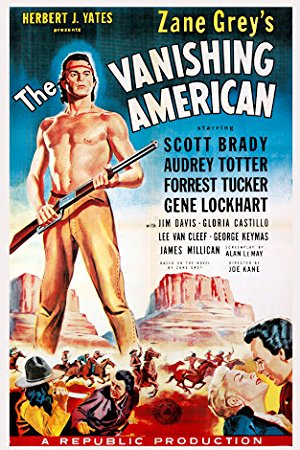 HERBERT J. YATES
presents
Zane Grey's
The VANISHING
AMERICAN
starring
SCOTT BRADY
AUDREY TOTTER
FORREST TUCKER
GENE LOCKHART
with JIM DAVIS · GLORIA CASTILLO
LEE VAN CLEEF · GEORGE KEYMAS
JAMES MILLICAN
SCREENPLAY BY
ALAN LE MAY
BASED ON THE NOVEL
BY ZANE GREY
DIRECTED BY
JOE KANE
A REPUBLIC PRODUCTION